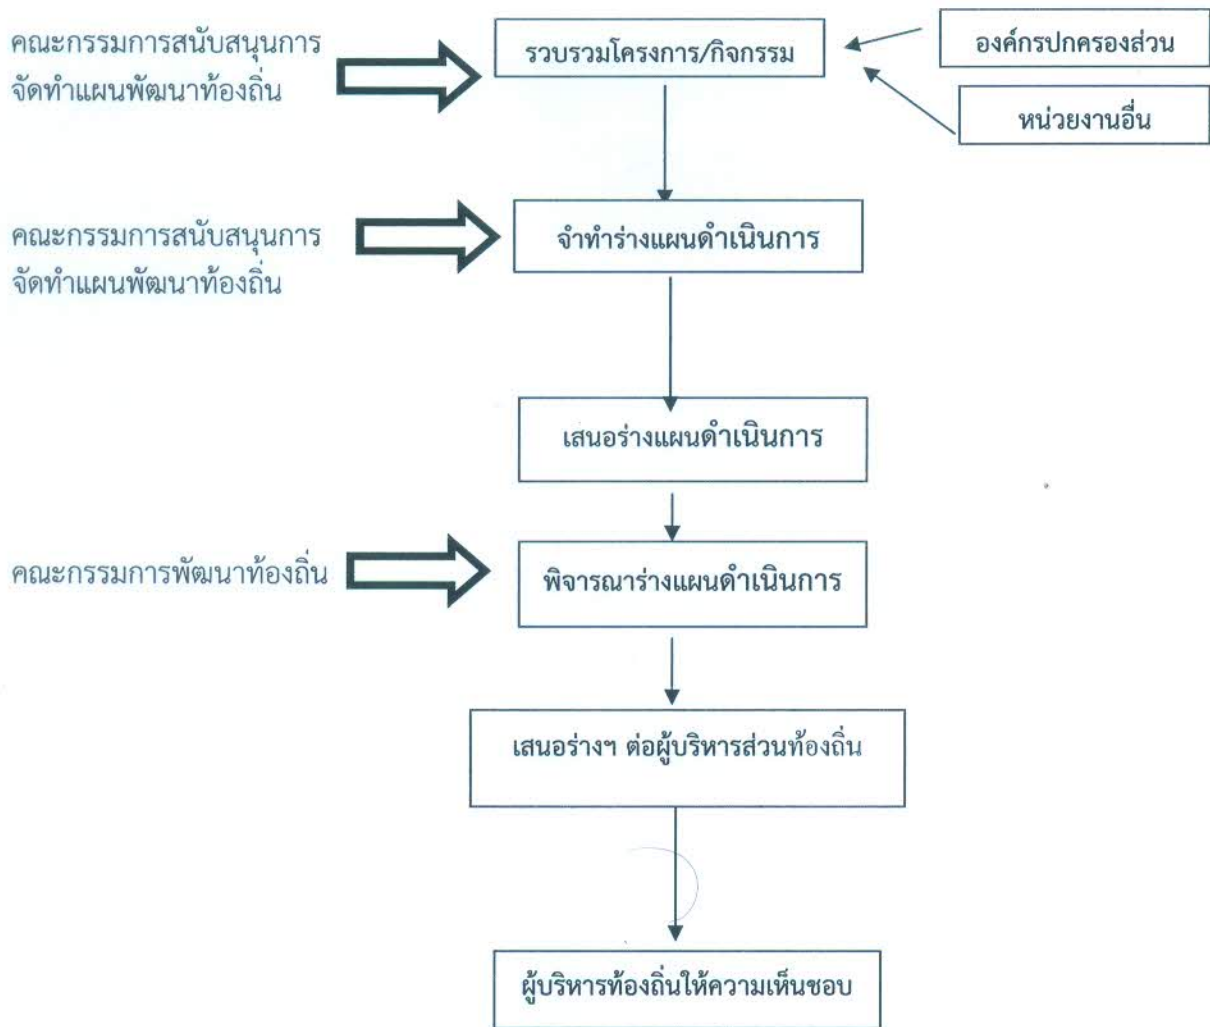 คณะกรรมการสนับสนุนการ
จัดทำแผนพัฒนาท้องถิ่น
รวบรวมโครงการ/กิจกรรม
องค์กรปกครองส่วน
หน่วยงานอื่น
คณะกรรมการสนับสนุนการ
จัดทำแผนพัฒนาท้องถิ่น
จำทำร่างแผนดำเนินการ
เสนอร่างแผนดำเนินการ
คณะกรรมการพัฒนาท้องถิ่น
พิจารณาร่างแผนดำเนินการ
เสนอร่างฯ ต่อผู้บริหารส่วนท้องถิ่น
ผู้บริหารท้องถิ่นให้ความเห็นชอบ